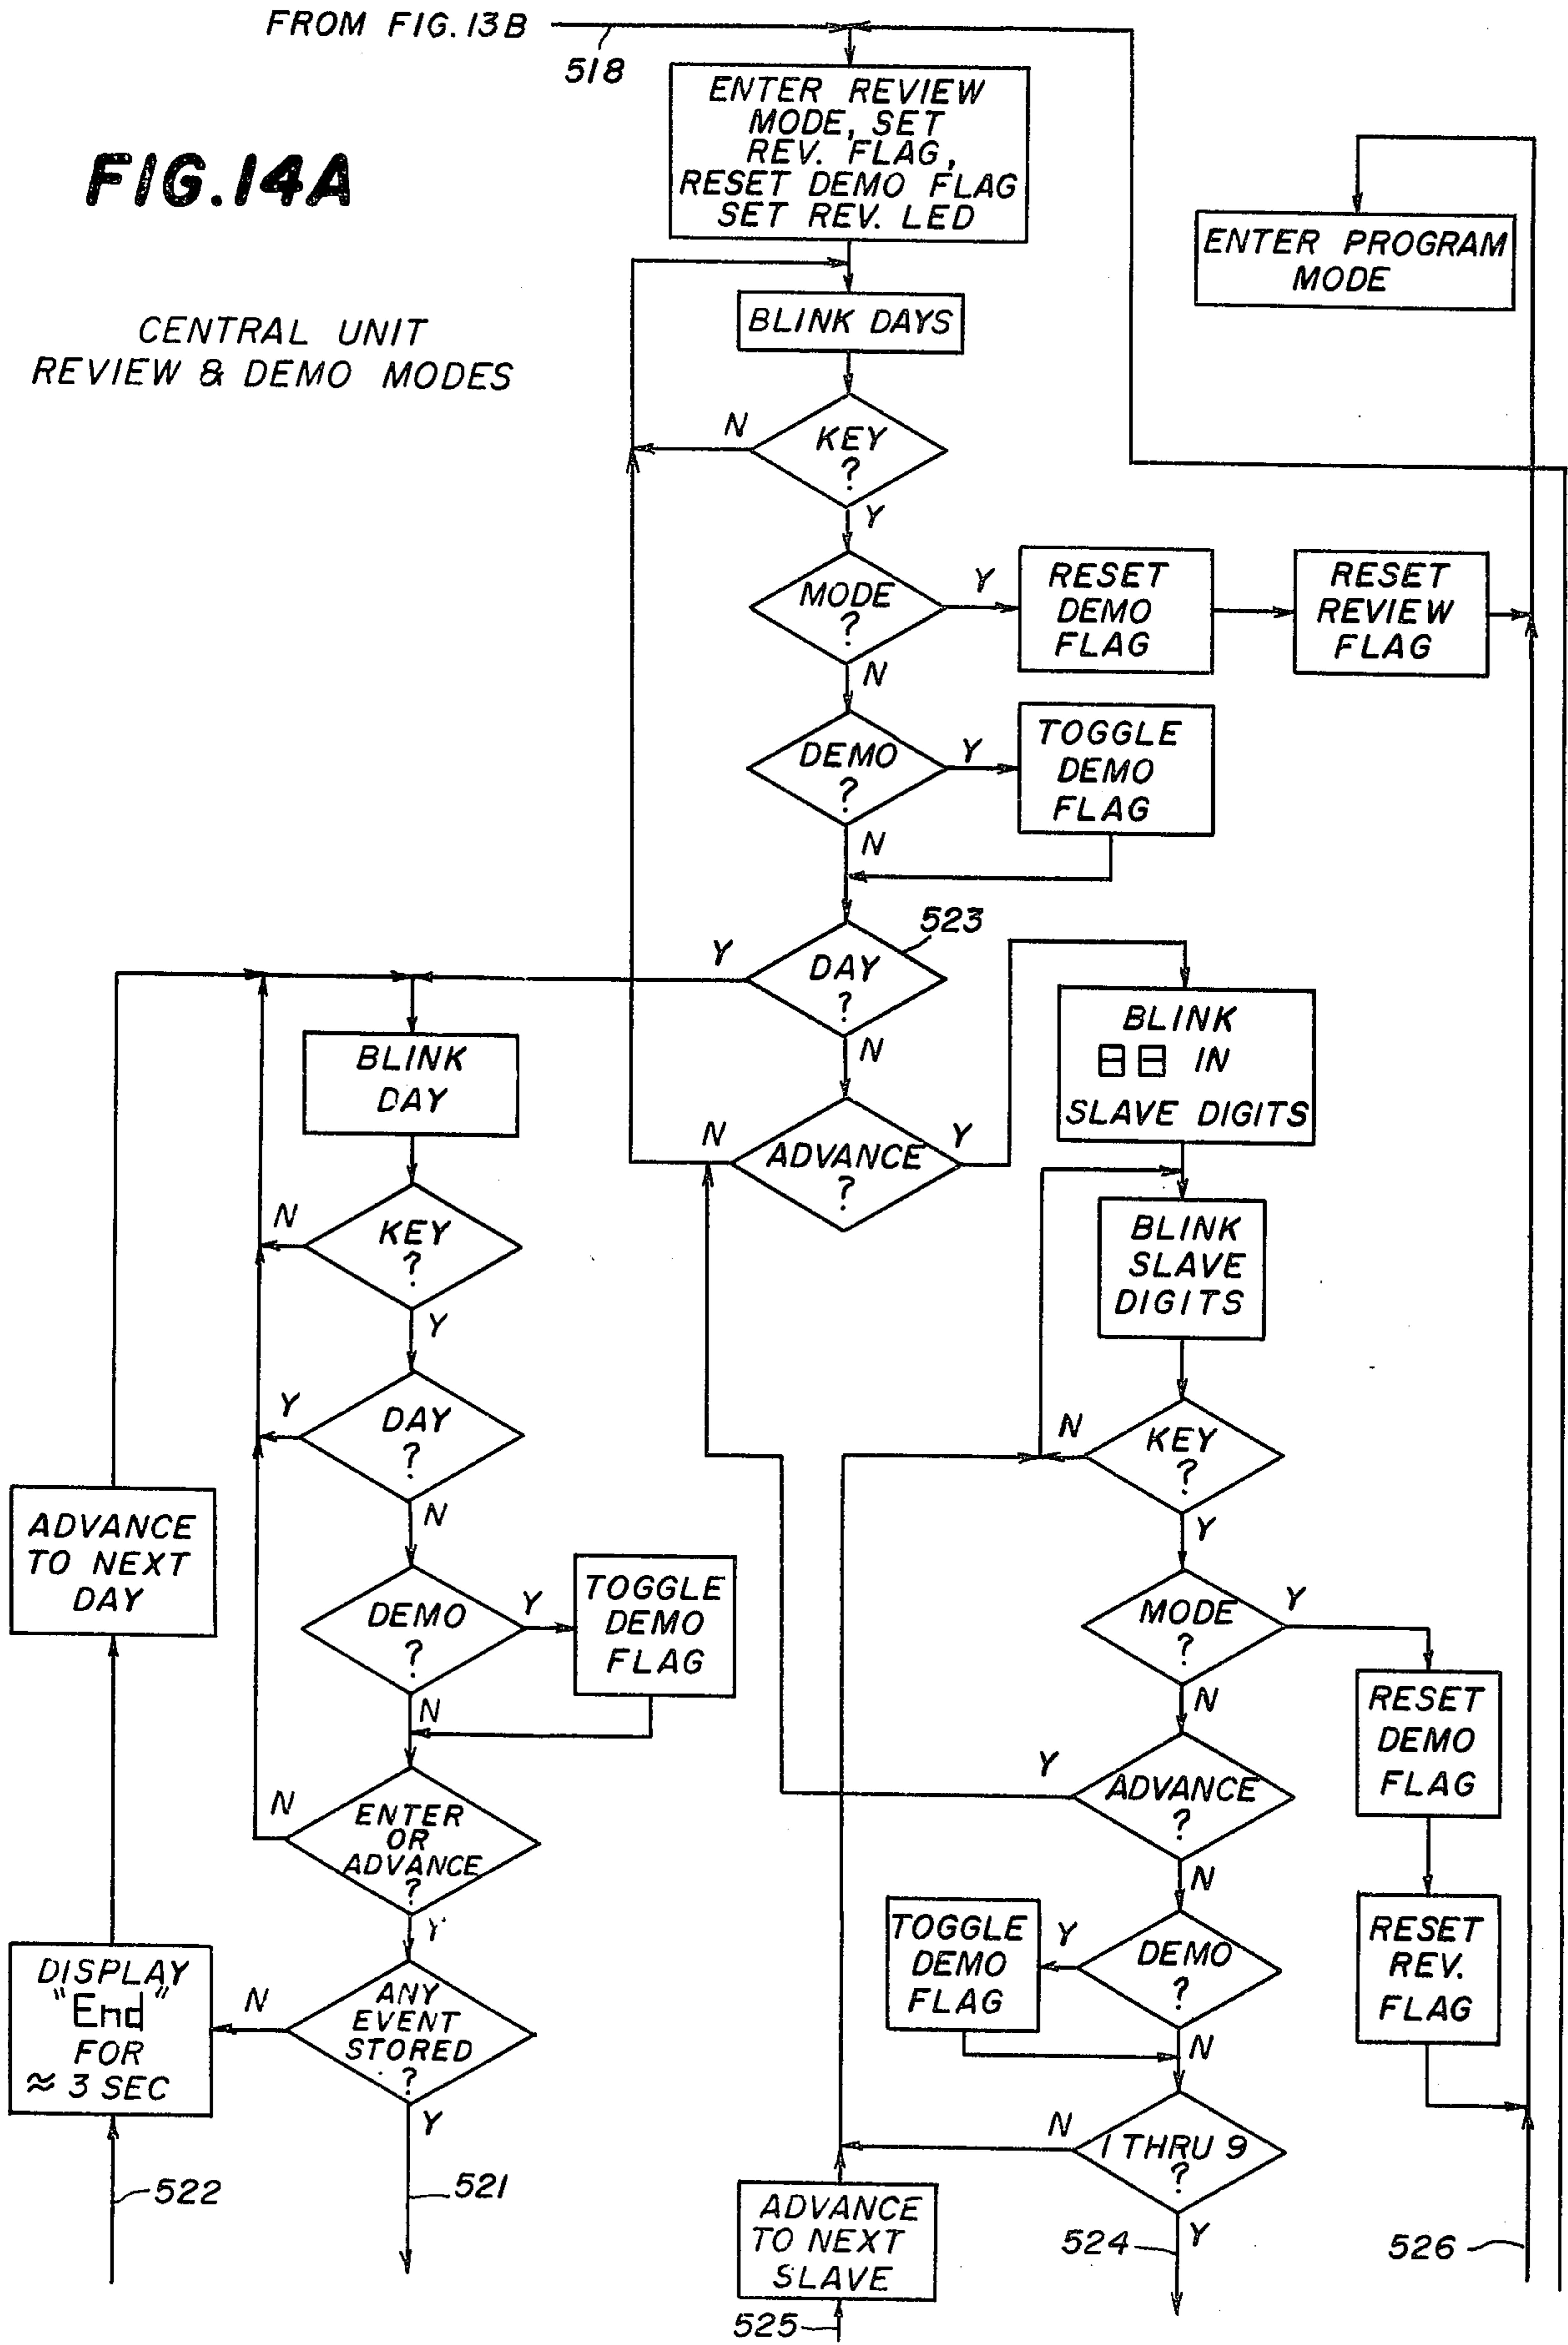 FROM FIG. 13B
518
FIG.14A
CENTRAL UNIT
REVIEW & DEMO MODES
ENTER REVIEW
MODE, SET
REV. FLAG,
RESET DEMO FLAG
SET REV. LED
ENTER PROGRAM
MODE
BLINK DAYS
N
KEY
?
Y
MODE
?
Y
RESET
DEMO
FLAG
RESET
REVIEW
FLAG
N
DEMO
?
Y
TOGGLE
DEMO
FLAG
N
523
Y
DAY
?
N
N
ADVANCE
?
Y
BLINK
88 IN
SLAVE DIGITS
BLINK
DAY
N
KEY
?
Y
Y
DAY
?
N
DEMO
?
Y
TOGGLE
DEMO
FLAG
N
N
ENTER
OR
ADVANCE
?
Y
ANY
EVENT
STORED
?
N
Y
521
ADVANCE
TO NEXT
DAY
DISPLAY
"End"
FOR
≈ 3 SEC
522
BLINK
SLAVE
DIGITS
N
KEY
?
Y
MODE
?
Y
N
RESET
DEMO
FLAG
RESET
REV.
FLAG
Y
ADVANCE
?
N
TOGGLE
DEMO
FLAG
Y
DEMO
?
N
N
1 THRU 9
?
Y
524
ADVANCE
TO NEXT
SLAVE
525
526